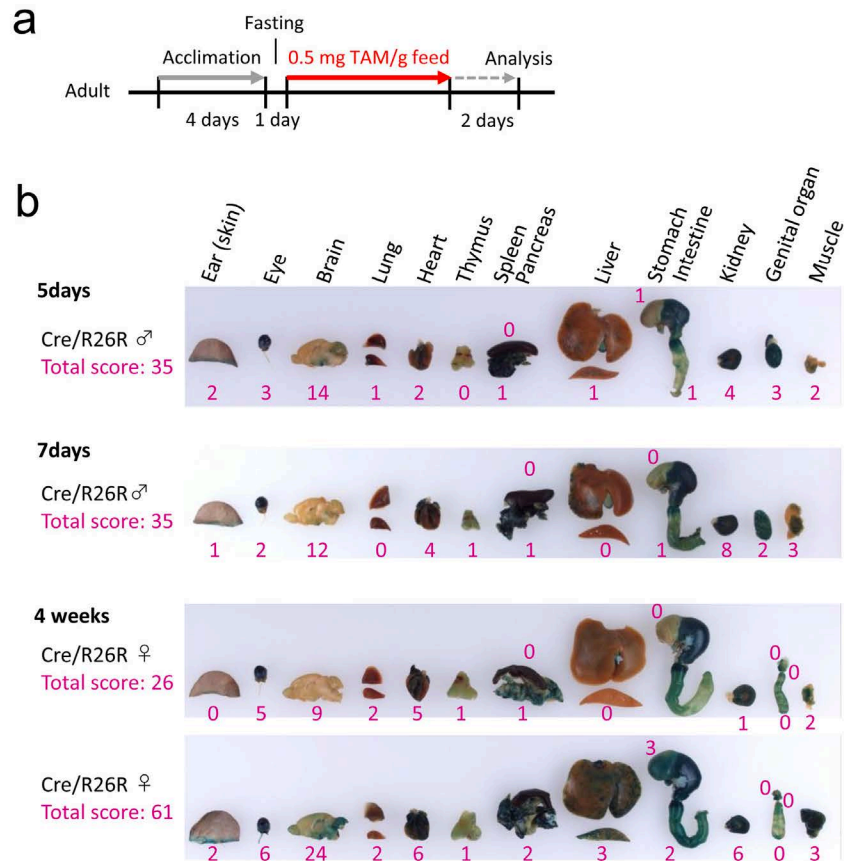 a
Fasting
Acclimation 0.5 mg TAM/g feed Analysis
Adult
4 days 1 day 2 days
b
Ear (skin) Eye Brain Lung Heart Thymus Spleen Pancreas Liver Stomach Intestine Kidney Genital organ Muscle
5days
1
0
Cre/R26R ♂
Total score: 35
2 3 14 1 2 0 1 1 1 4 3 2
7days
0 0
Cre/R26R♂
Total score: 35
1 2 12 0 4 1 1 0 1 8 2 3
4 weeks
0
0 0
Cre/R26R ♀
0
Total score: 26
0 5 9 2 5 1 1 0 1 0 2
3
Cre/R26R ♀
0 0
Total score: 61
2 6 24 2 6 1 2 3 2 6 0 3